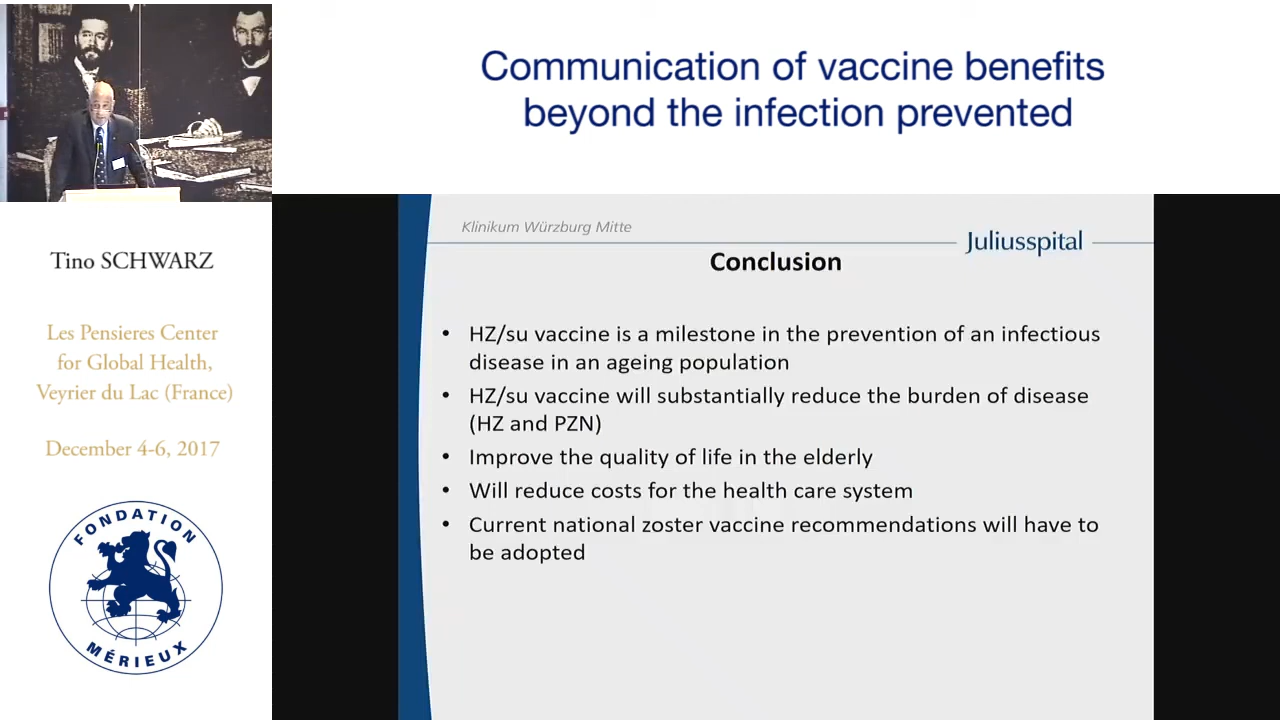 Communication of vaccine benefits
beyond the infection prevented
Tino SCHWARZ
Les Pensieres Center
for Global Health,
Veyrier du Lac (France)
December 4-6, 2017
FONDATION
MÉRIEUX
Klinikum Würzburg Mitte
Juliusspital
Conclusion
• HZ/su vaccine is a milestone in the prevention of an infectious
disease in an ageing population
• HZ/su vaccine will substantially reduce the burden of disease
(HZ and PZN)
• Improve the quality of life in the elderly
• Will reduce costs for the health care system
• Current national zoster vaccine recommendations will have to
be adopted